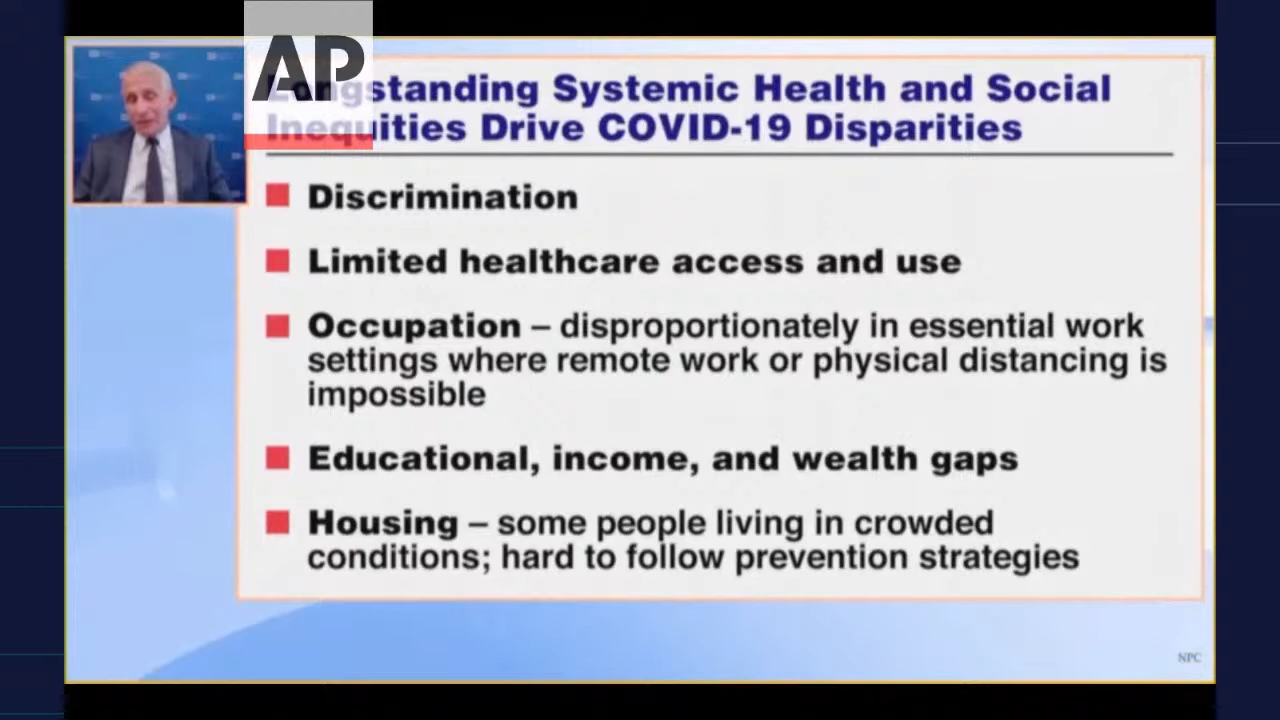 AP
Longstanding Systemic Health and Social
Inequities Drive COVID-19 Disparities
Discrimination
Limited healthcare access and use
Occupation – disproportionately in essential work
settings where remote work or physical distancing is
impossible
Educational, income, and wealth gaps
Housing – some people living in crowded
conditions; hard to follow prevention strategies
NPC